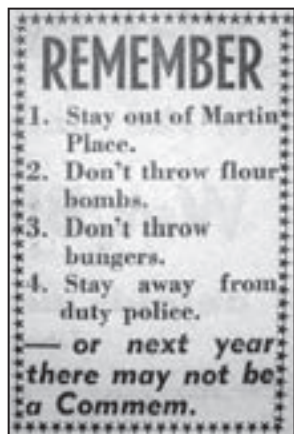 REMEMBER
1. Stay out of Martin
Place.
2. Don't throw flour
bombs.
3. Don't throw
bungers.
4. Stay away from
duty police.
— or next year
there may not be
a Commem.